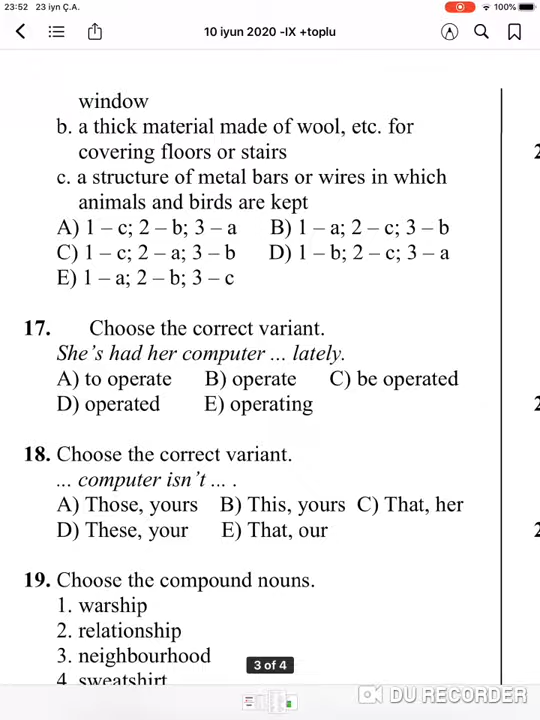 23:52 23 iyn Ç.A.
100%
10 iyun 2020 -IX +toplu
window
b. a thick material made of wool, etc. for
covering floors or stairs
c. a structure of metal bars or wires in which
animals and birds are kept
A) 1 – c; 2 – b; 3 – a B) 1 – a; 2 – c; 3 – b
C) 1 – c; 2 – a; 3 – b D) 1 – b; 2 – c; 3 – a
E) 1 – a; 2 – b; 3 – c
17. Choose the correct variant.
She’s had her computer ... lately.
A) to operate B) operate C) be operated
D) operated E) operating
18. Choose the correct variant.
... computer isn’t ... .
A) Those, yours B) This, yours C) That, her
D) These, your E) That, our
19. Choose the compound nouns.
1. warship
2. relationship
3. neighbourhood
4. sweatshirt
3 of 4
DU RECORDER